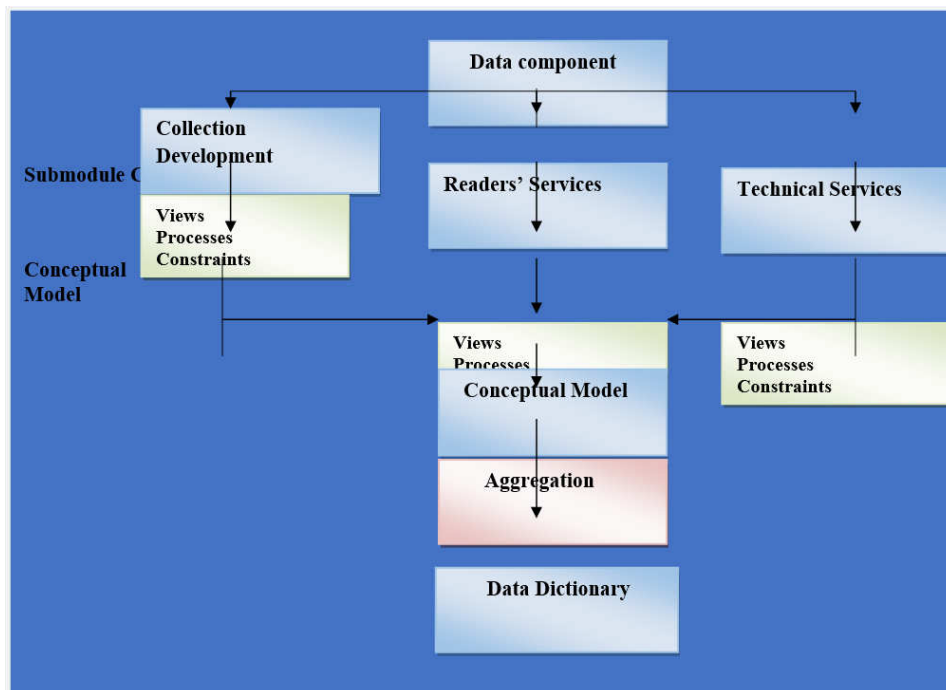 Data component
Collection
Development
Submodule C
Readers’ Services
Technical Services
Views
Processes
Constraints
Conceptual
Model
Views
Processes
Views
Processes
Constraints
Conceptual Model
Aggregation
Data Dictionary